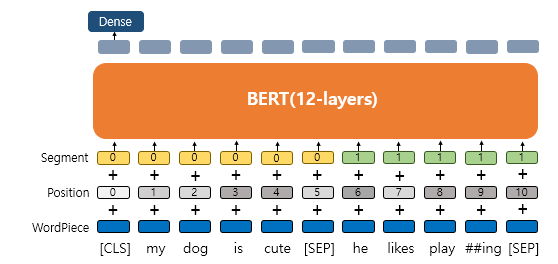 Dense
BERT(12-layers)
Segment 0 0 0 0 0 0 1 1 1 1 1
+ + + + + + + + + + +
Position 0 1 2 3 4 5 6 7 8 9 10
+ + + + + + + + + + +
WordPiece
[CLS] my dog is cute [SEP] he likes play ##ing [SEP]